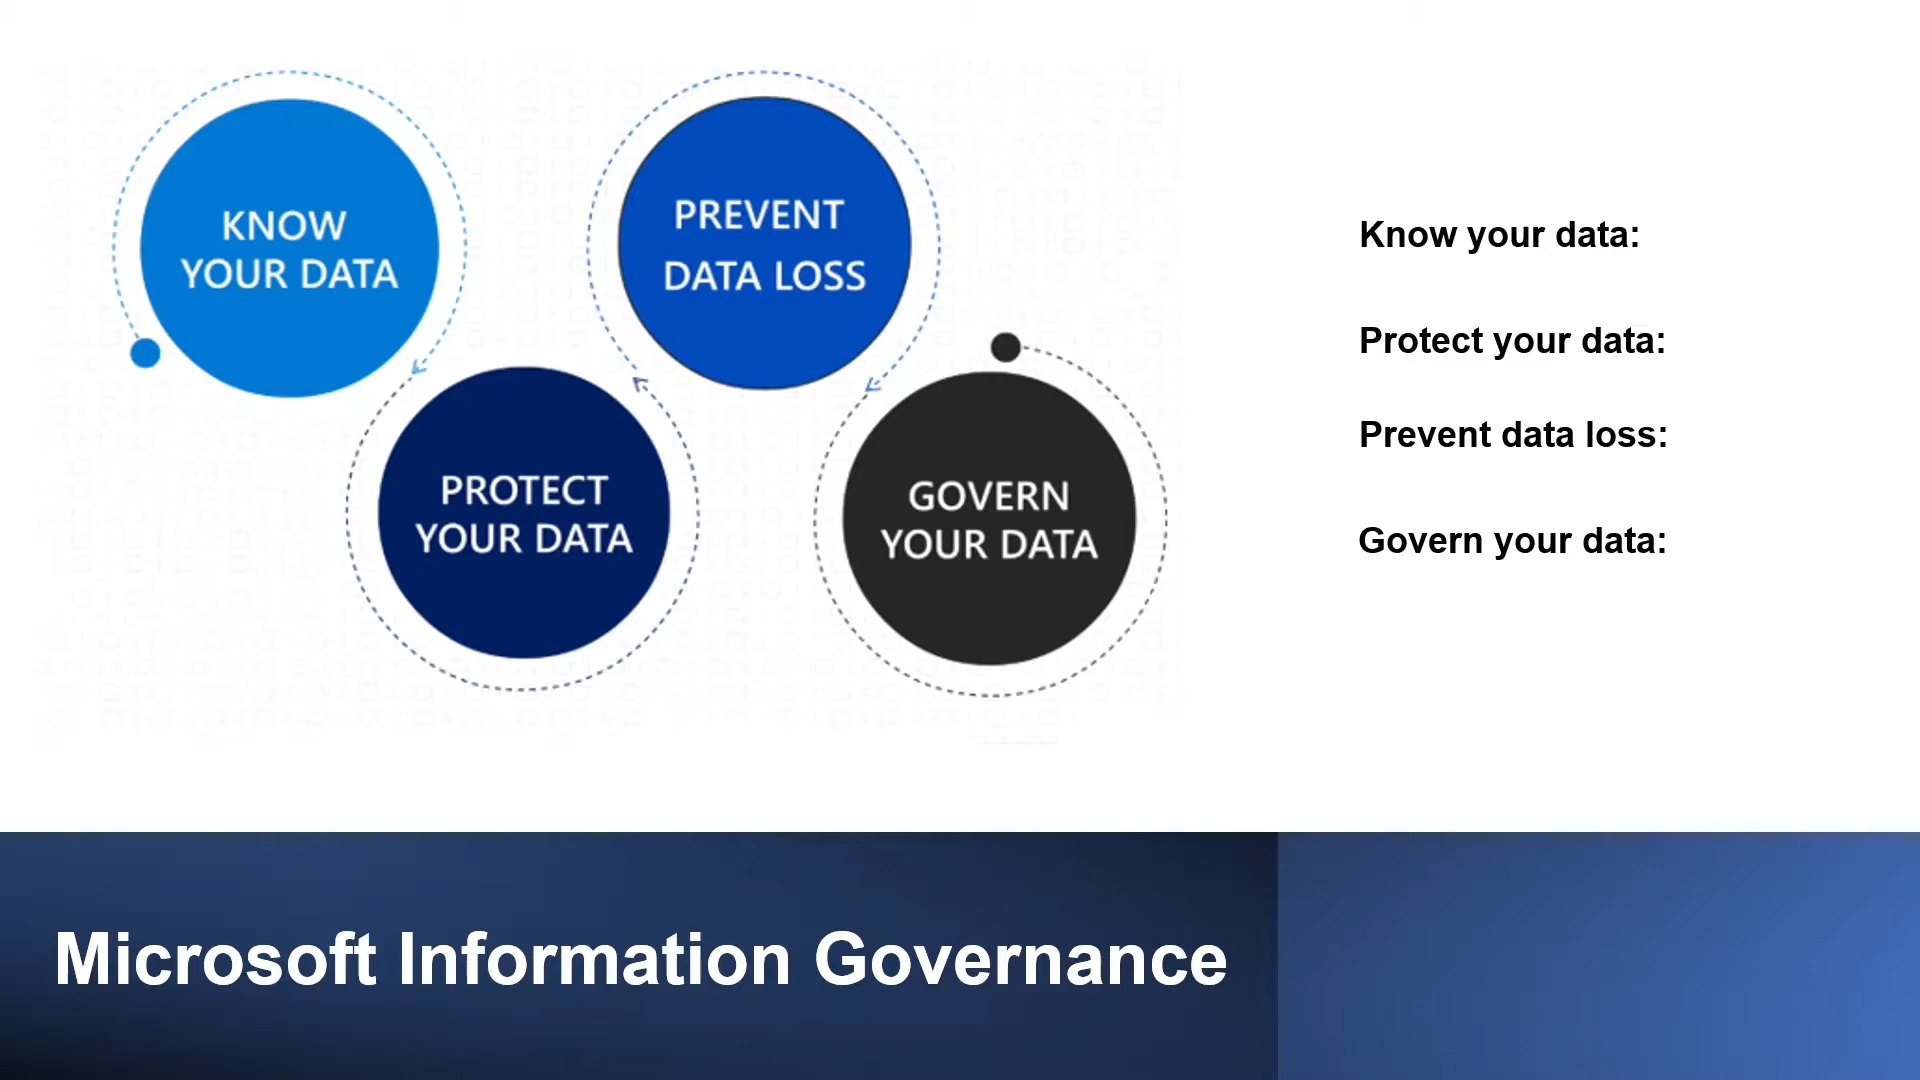 KNOW
YOUR DATA
PREVENT
DATA LOSS
PROTECT
YOUR DATA
GOVERN
YOUR DATA
Know your data:
Protect your data:
Prevent data loss:
Govern your data:
Microsoft Information Governance